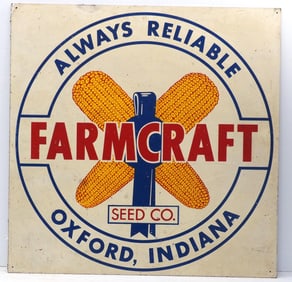 ALWAYS RELIABLE
FARMCRAFT
SEED CO.
OXFORD, INDIANA